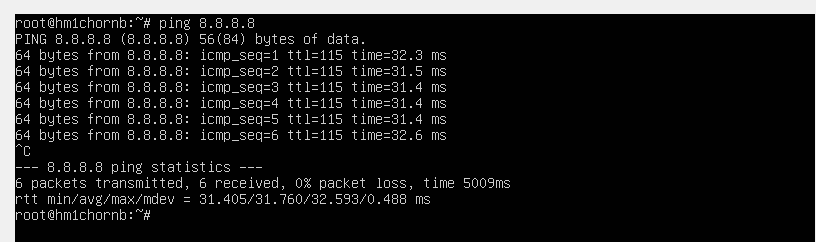 root@hm1chornb:~# ping 8.8.8.8
PING 8.8.8.8 (8.8.8.8) 56(84) bytes of data.
64 bytes from 8.8.8.8: icmp_seq=1 ttl=115 time=32.3 ms
64 bytes from 8.8.8.8: icmp_seq=2 ttl=115 time=31.5 ms
64 bytes from 8.8.8.8: icmp_seq=3 ttl=115 time=31.4 ms
64 bytes from 8.8.8.8: icmp_seq=4 ttl=115 time=31.4 ms
64 bytes from 8.8.8.8: icmp_seq=5 ttl=115 time=31.4 ms
64 bytes from 8.8.8.8: icmp_seq=6 ttl=115 time=32.6 ms
^C
--- 8.8.8.8 ping statistics ---
6 packets transmitted, 6 received, 0% packet loss, time 5009ms
rtt min/avg/max/mdev = 31.405/31.760/32.593/0.488 ms
root@hm1chornb:~#